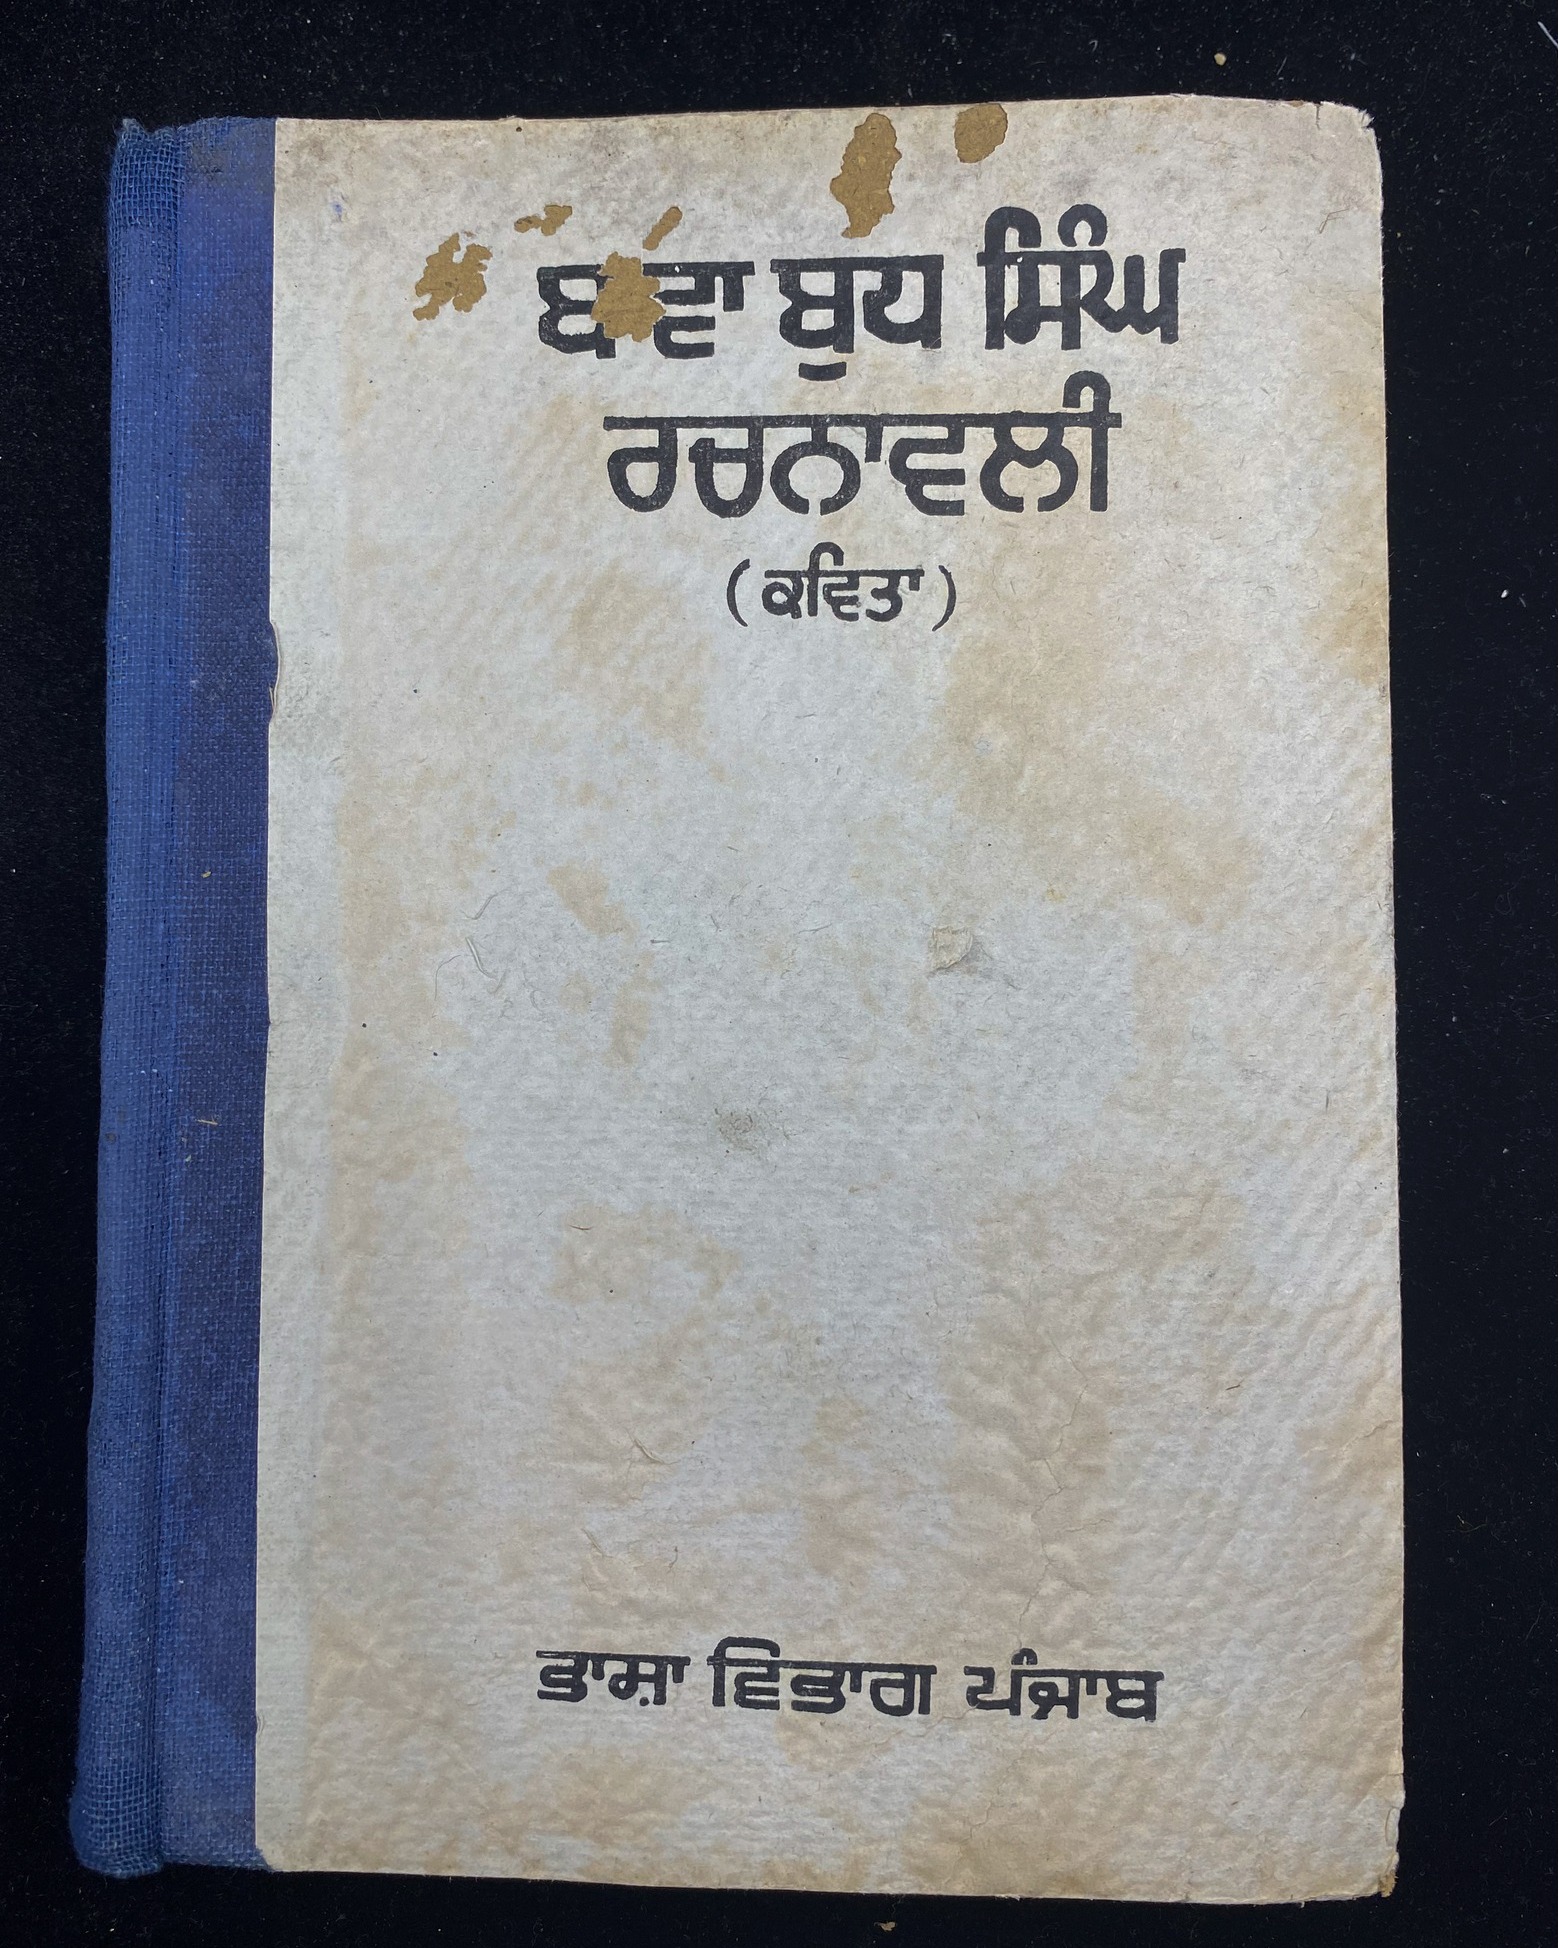 ਬਾਵਾ ਬੁਧ ਸਿੰਘ
ਰਚਨਾਵਲੀ
(ਕਵਿਤਾ)
ਭਾਸ਼ਾ ਵਿਭਾਗ ਪੰਜਾਬ